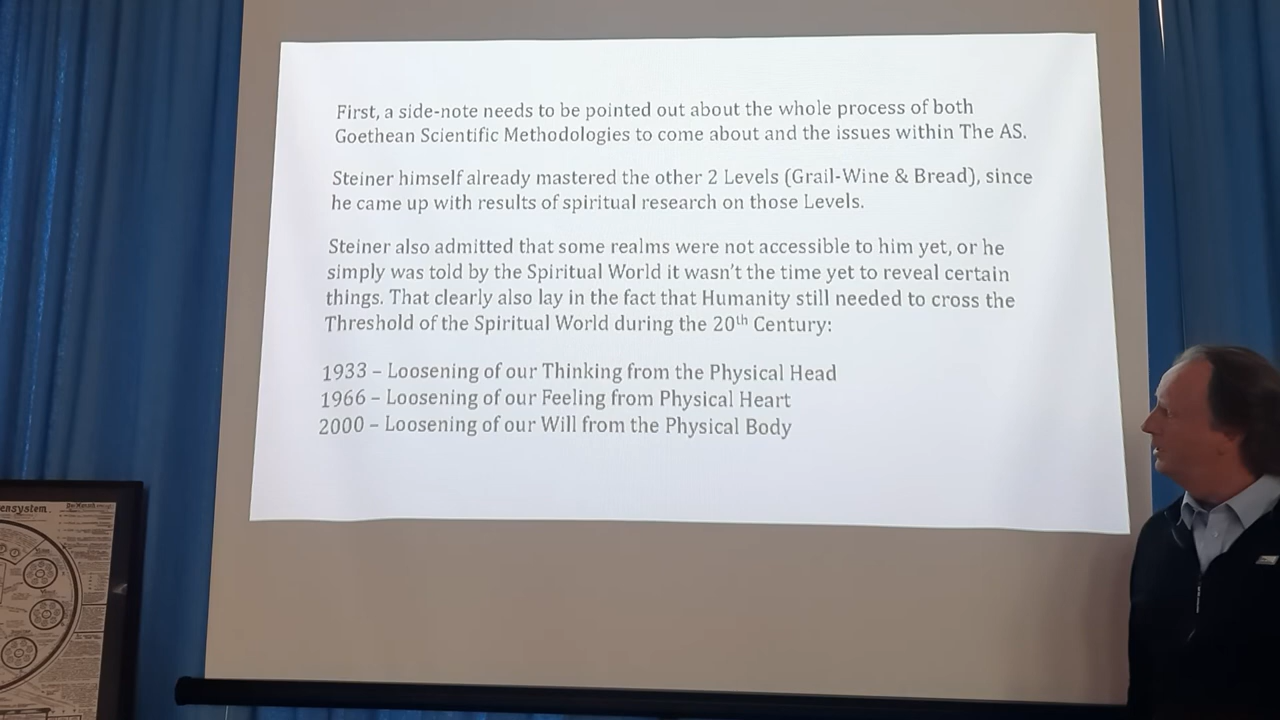 First, a side-note needs to be pointed out about the whole process of both
Goethean Scientific Methodologies to come about and the issues within The AS.
Steiner himself already mastered the other 2 Levels (Grail-Wine & Bread), since
he came up with results of spiritual research on those Levels.
Steiner also admitted that some realms were not accessible to him yet, or he
simply was told by the Spiritual World it wasn't the time yet to reveal certain
things. That clearly also lay in the fact that Humanity still needed to cross the
Threshold of the Spiritual World during the 20th Century:
1933 – Loosening of our Thinking from the Physical Head
1966 – Loosening of our Feeling from Physical Heart
2000 – Loosening of our Will from the Physical Body
ensystem.